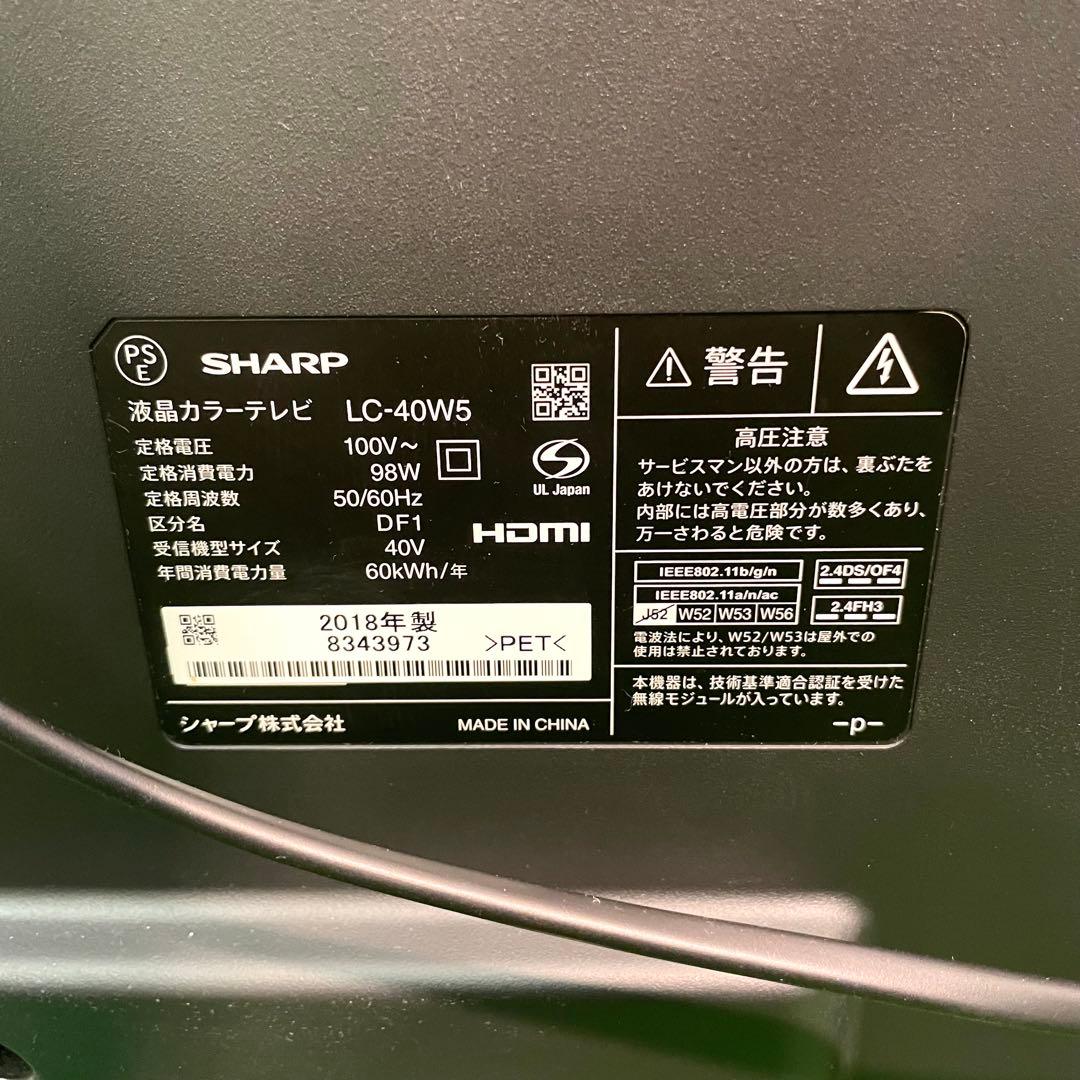 PSE
SHARP
液晶カラーテレビ LC-40W5
定格電圧 100V～
定格消費電力 98W
定格周波数 50/60Hz
区分名 DF1
受信機型サイズ 40V
年間消費電力量 60kWh/年
UL Japan
HDMI
2018年製
8343973 >PET<
シャープ株式会社 MADE IN CHINA
警告
高圧注意
サービスマン以外の方は、裏ぶたを
あけないでください。
内部には高電圧部分が数多くあり、
万一さわると危険です。
IEEE802.11b/g/n
IEEE802.11a/n/ac
J52 W52 W53 W56
2.4DS/OF4
2.4FH3
電波法により、W52/W53は屋外での
使用は禁止されております。
本機器は、技術基準適合認証を受けた
無線モジュールが入っています。
-p-